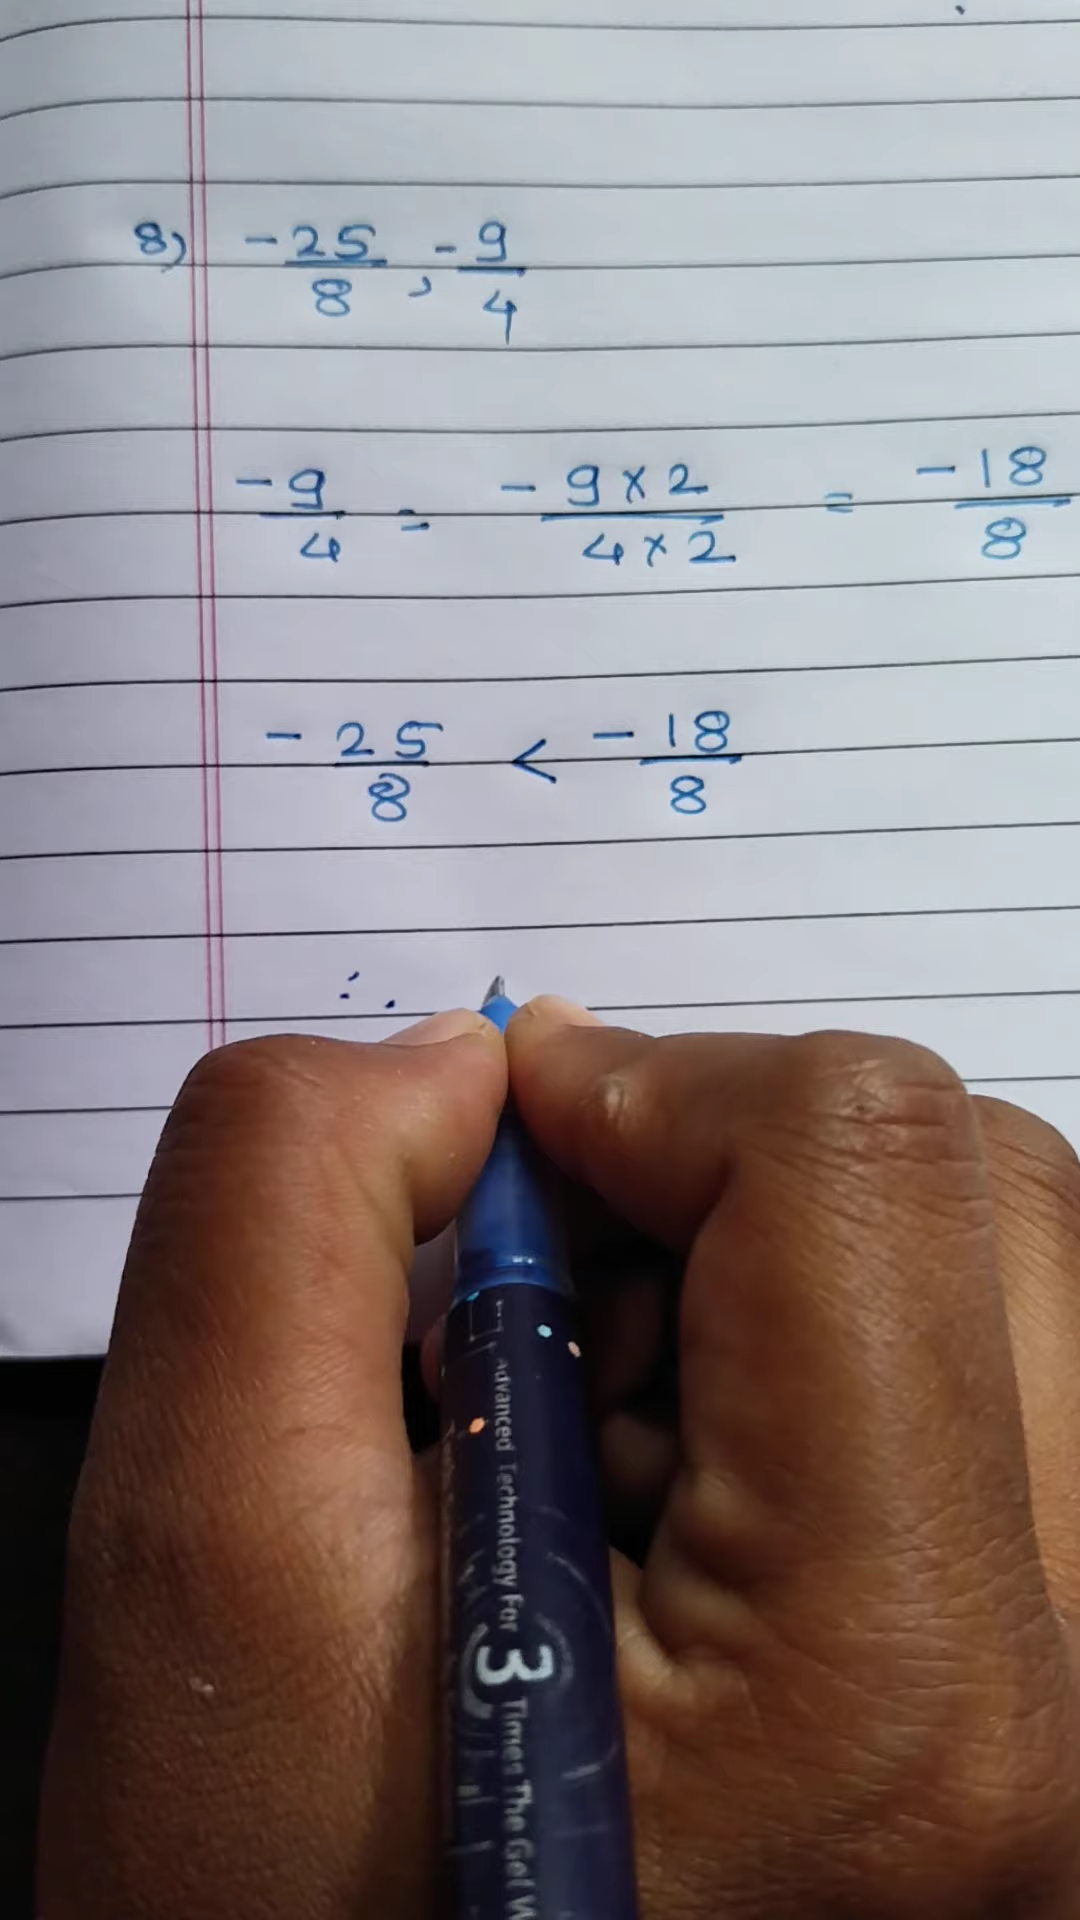 8) -25/8 , -9/4
-9/4 = -9×2/4×2 = -18/8
-25/8 < -18/8
∴
Advanced Technology For 3 Times The Gel